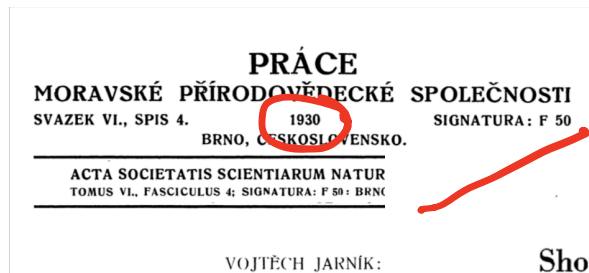 PRÁCE
MORAVSKÉ PŘÍRODOVĚDECKÉ SPOLEČNOSTI
SVAZEK VI., SPIS 4. 1930 SIGNATURA: F 50
BRNO, ČESKOSLOVENSKO.
ACTA SOCIETATIS SCIENTIARUM NATUR
TOMUS VI., FASCICULUS 4; SIGNATURA: F 50: BRNO
VOJTĚCH JARNÍK: Sho